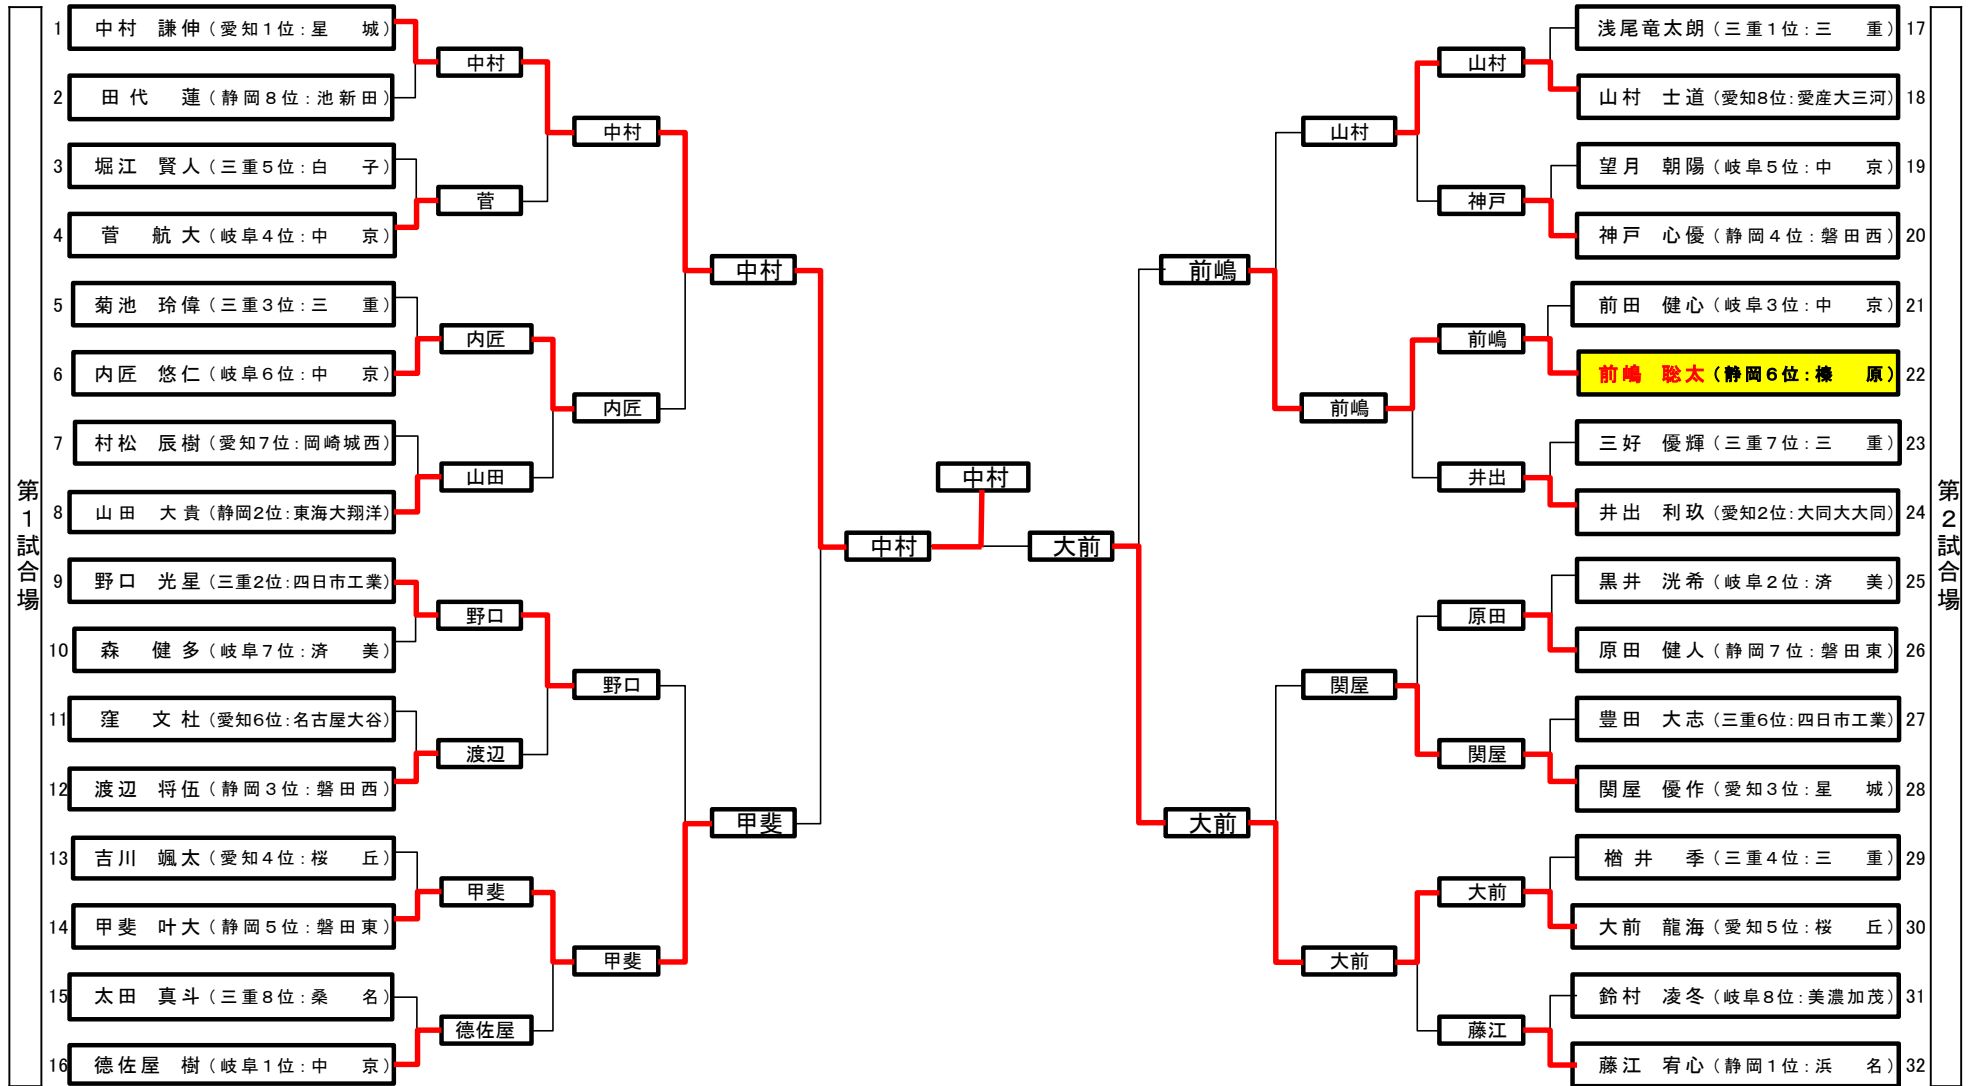 第1試合場
1 中村 謙伸（愛知1位：星 城）
2 田代 蓮（静岡8位：池新田）
3 堀江 賢人（三重5位：白 子）
4 菅 航大（岐阜4位：中 京）
5 菊池 玲偉（三重3位：三 重）
6 内匠 悠仁（岐阜6位：中 京）
7 村松 辰樹（愛知7位：岡崎城西）
8 山田 大貴（静岡2位：東海大翔洋）
9 野口 光星（三重2位：四日市工業）
10 森 健多（岐阜7位：済 美）
11 窪 文杜（愛知6位：名古屋大谷）
12 渡辺 将伍（静岡3位：磐田西）
13 吉川 颯太（愛知4位：桜 丘）
14 甲斐 叶大（静岡5位：磐田東）
15 太田 真斗（三重8位：桑 名）
16 德佐屋 樹（岐阜1位：中 京）
中村
菅
内匠
山田
野口
渡辺
甲斐
德佐屋
中村
内匠
野口
甲斐
中村
甲斐
中村
中村
大前
前嶋
大前
山村
前嶋
関屋
大前
山村
神戸
前嶋
井出
原田
関屋
大前
藤江
浅尾竜太朗（三重1位：三 重） 17
山村 士道（愛知8位：愛産大三河） 18
望月 朝陽（岐阜5位：中 京） 19
神戸 心優（静岡4位：磐田西） 20
前田 健心（岐阜3位：中 京） 21
前嶋 聡太（静岡6位：榛 原） 22
三好 優輝（三重7位：三 重） 23
井出 利玖（愛知2位：大同大大同） 24
黒井 洸希（岐阜2位：済 美） 25
原田 健人（静岡7位：磐田東） 26
豊田 大志（三重6位：四日市工業） 27
関屋 優作（愛知3位：星 城） 28
楢井 季（三重4位：三 重） 29
大前 龍海（愛知5位：桜 丘） 30
鈴村 凌冬（岐阜8位：美濃加茂） 31
藤江 宥心（静岡1位：浜 名） 32
第2試合場